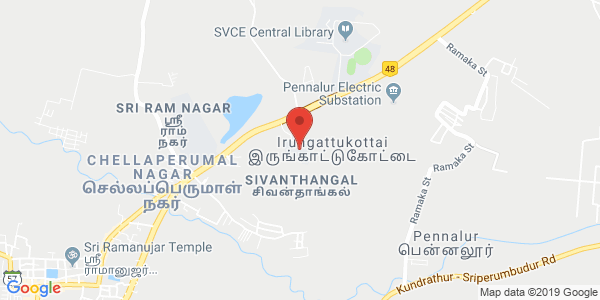 SVCE Central Library
48
Ramaka St
Pennalur Electric
Substation
SRI RAM NAGAR
ஸ்ரீ
ராம்
நகர்
Irungattukottai
இருங்காட்டுகோட்டை
CHELLAPERUMAL
NAGAR
செல்லப்பெருமாள்
நகர்
SIVANTHANGAL
சிவன்தாங்கல்
Ramaka St
Pennalur
பென்னலூர்
Sri Ramanujar Temple
ஸ்ரீ
ராமானுஜர்...
Kundrathur - Sriperumbudur Rd
57
Google
Map data ©2019 Google